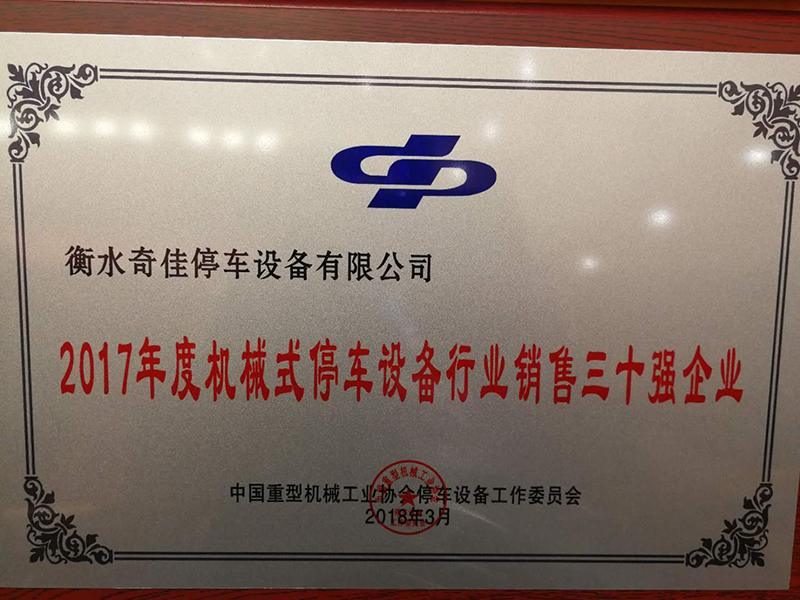 衡水奇佳停车设备有限公司
2017年度机械式停车设备行业销售三十强企业
中国重型机械工业协会停车设备工作委员会
2018年3月